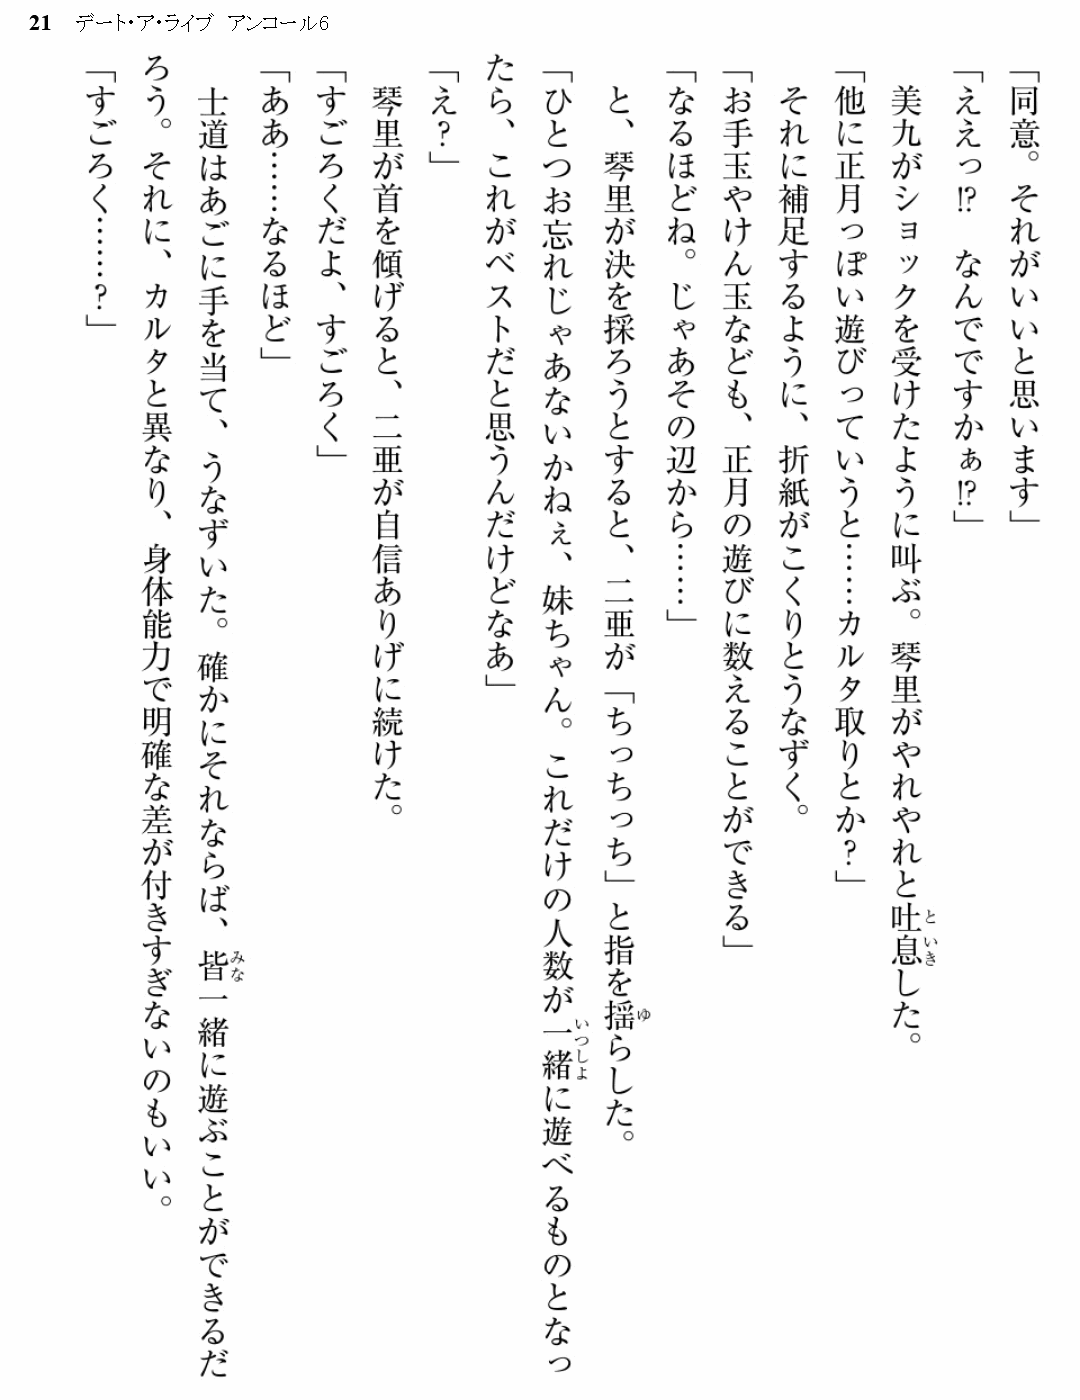 21 デート・ア・ライブ アンコール6
「同意。それがいいと思います」
「ええっ!? なんでですかぁ!?」
美九がショックを受けたように叫ぶ。琴里がやれやれと吐息した。
「他に正月っぽい遊びっていうと……カルタ取りとか?」
それに補足するように、折紙がこくりとうなずく。
「お手玉やけん玉なども、正月の遊びに数えることができる」
「なるほどね。じゃあその辺から……」
と、琴里が決を採ろうとすると、二亜が「ちっちっち」と指を揺らした。
「ひとつお忘れじゃあないかねぇ、妹ちゃん。これだけの人数が一緒に遊べるものとなっ
たら、これがベストだと思うんだけどなあ」
「え?」
琴里が首を傾げると、二亜が自信ありげに続けた。
「すごろくだよ、すごろく」
「ああ……なるほど」
士道はあごに手を当て、うなずいた。確かにそれならば、皆一緒に遊ぶことができるだ
ろう。それに、カルタと異なり、身体能力で明確な差が付きすぎないのもいい。
「すごろく……?」